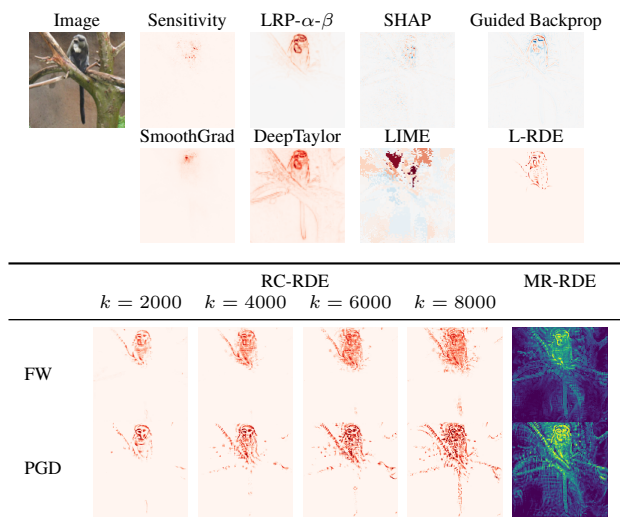 Image Sensitivity LRP-α-β SHAP Guided Backprop
SmoothGrad DeepTaylor LIME L-RDE
RC-RDE MR-RDE
k = 2000 k = 4000 k = 6000 k = 8000
FW
PGD